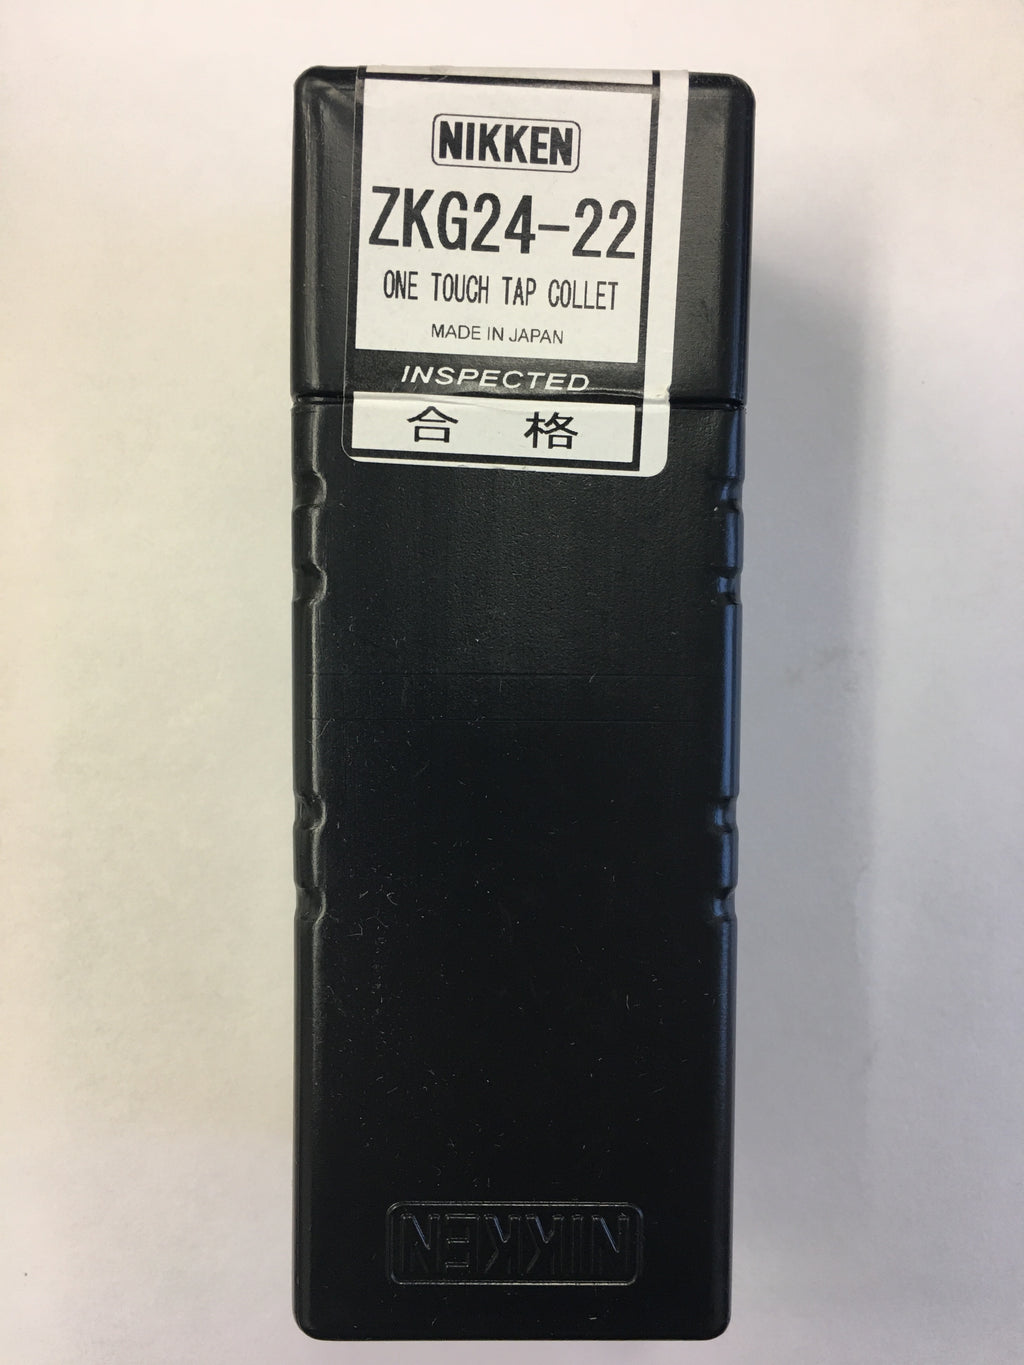 NIKKEN
ZKG24-22
ONE TOUCH TAP COLLET
MADE IN JAPAN
INSPECTED
合 格
NIKKEN